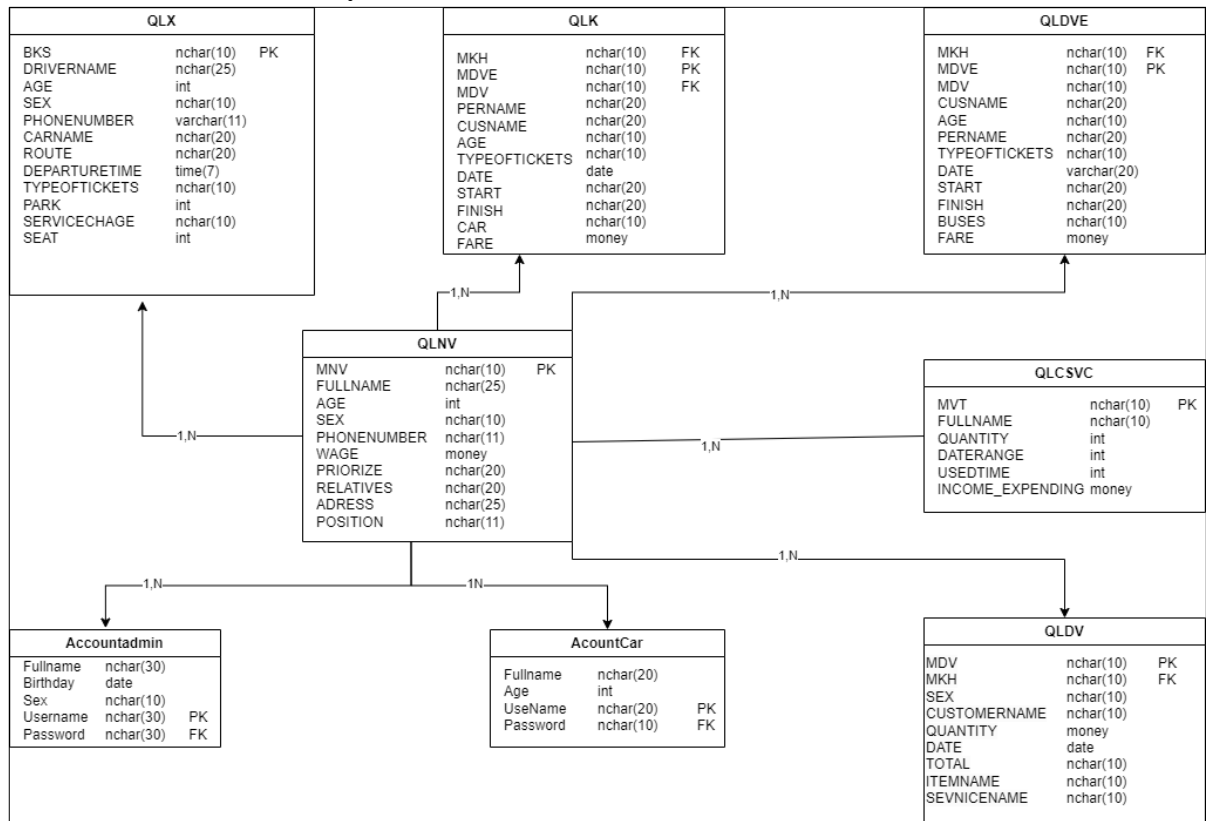 QLX
BKS nchar(10) PK
DRIVERNAME nchar(25)
AGE int
SEX nchar(10)
PHONENUMBER varchar(11)
CARNAME nchar(20)
ROUTE nchar(20)
DEPARTURETIME time(7)
TYPEOFTICKETS nchar(10)
PARK int
SERVICECHAGE nchar(10)
SEAT int
QLK
MKH nchar(10) FK
MDVE nchar(10) PK
MDV nchar(10) FK
PERNAME nchar(20)
CUSNAME nchar(20)
AGE nchar(10)
TYPEOFTICKETS nchar(10)
DATE date
START nchar(20)
FINISH nchar(20)
CAR nchar(10)
FARE money
QLDVE
MKH nchar(10) FK
MDVE nchar(10) PK
MDV nchar(10)
CUSNAME nchar(20)
AGE nchar(10)
PERNAME nchar(20)
TYPEOFTICKETS nchar(10)
DATE varchar(20)
START nchar(20)
FINISH nchar(20)
BUSES nchar(10)
FARE money
1,N
1,N
QLNV
MNV nchar(10) PK
FULLNAME nchar(25)
AGE int
SEX nchar(10)
PHONENUMBER nchar(11)
WAGE money
PRIORIZE nchar(20)
RELATIVES nchar(20)
ADRESS nchar(25)
POSITION nchar(11)
1,N
1,N
QLCSVC
MVT nchar(10) PK
FULLNAME nchar(10)
QUANTITY int
DATERANGE int
USEDTIME int
INCOME_EXPENDING money
1,N
1N
1,N
Accountadmin
Fullname nchar(30)
Birthday date
Sex nchar(10)
Username nchar(30) PK
Password nchar(30) FK
AcountCar
Fullname nchar(20)
Age int
UseName nchar(20) PK
Password nchar(10) FK
QLDV
MDV nchar(10) PK
MKH nchar(10) FK
SEX nchar(10)
CUSTOMERNAME nchar(10)
QUANTITY money
DATE date
TOTAL nchar(10)
ITEMNAME nchar(10)
SEVNICENAME nchar(10)